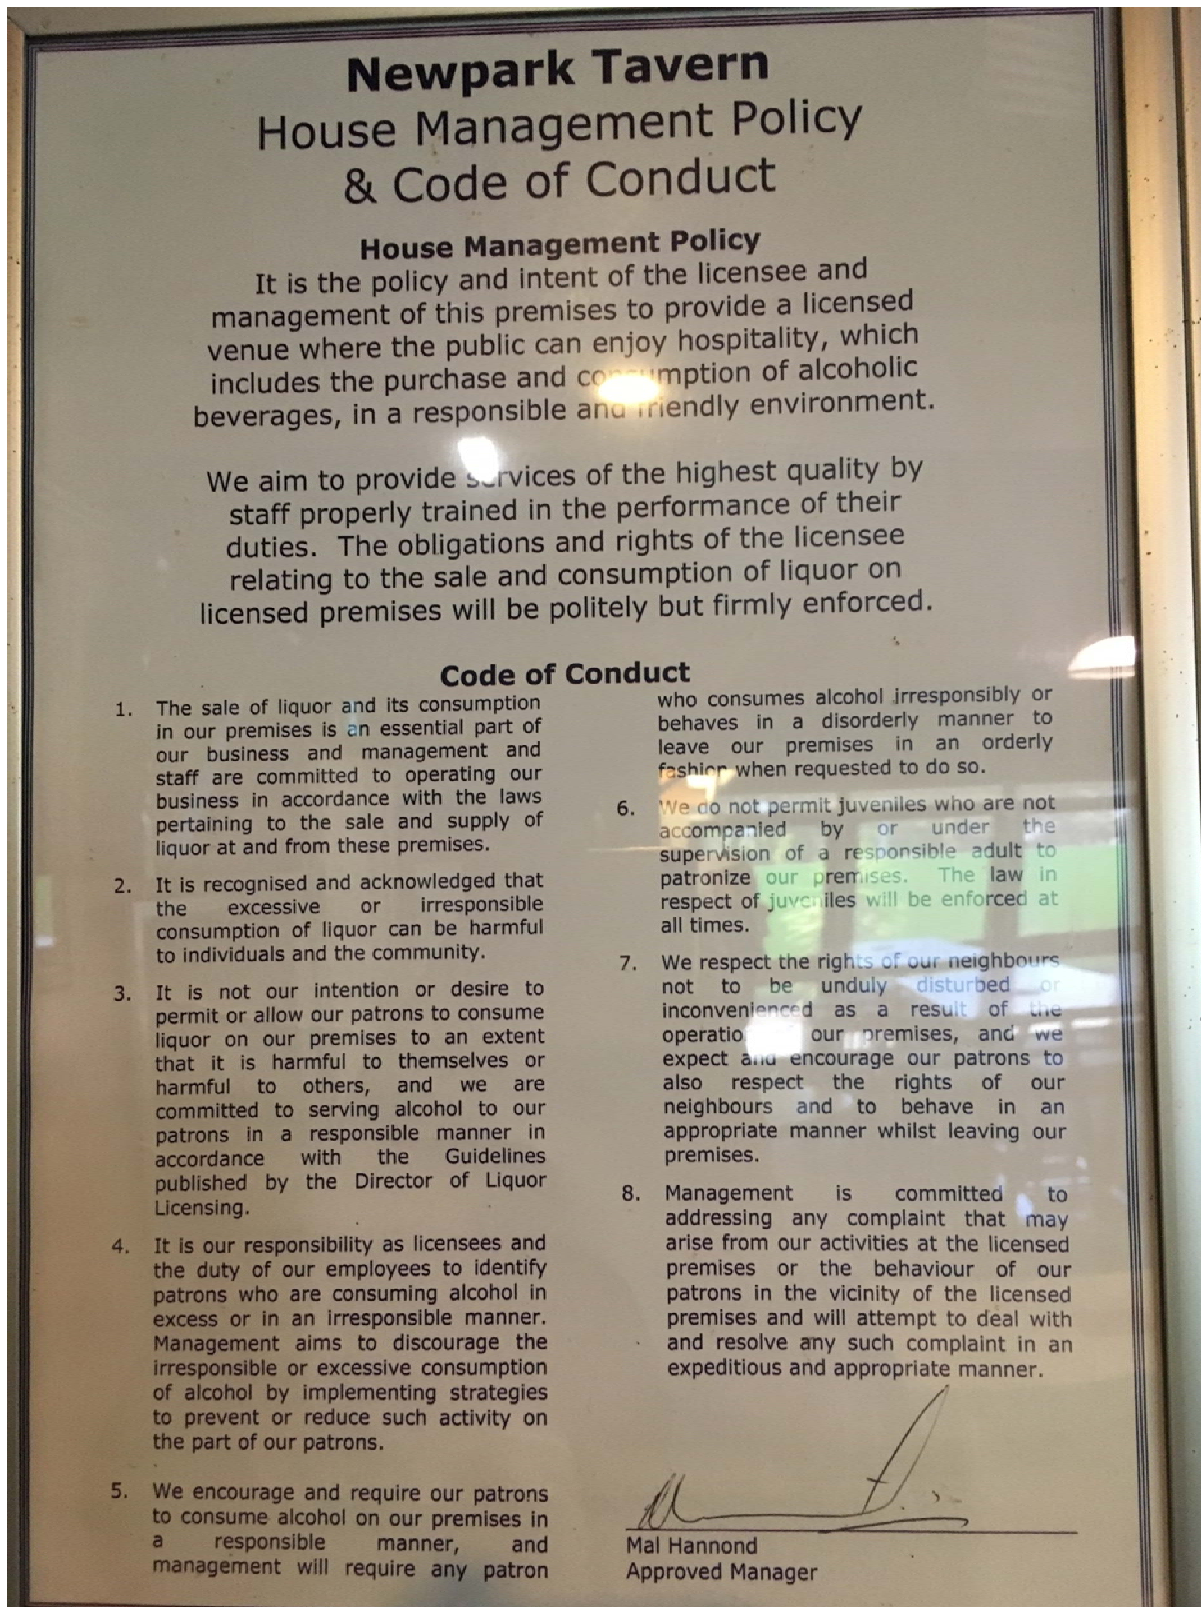 Newpark Tavern
House Management Policy
& Code of Conduct
House Management Policy
It is the policy and intent of the licensee and
management of this premises to provide a licensed
venue where the public can enjoy hospitality, which
includes the purchase and consumption of alcoholic
beverages, in a responsible and friendly environment.
We aim to provide services of the highest quality by
staff properly trained in the performance of their
duties. The obligations and rights of the licensee
relating to the sale and consumption of liquor on
licensed premises will be politely but firmly enforced.
Code of Conduct
1. The sale of liquor and its consumption
in our premises is an essential part of
our business and management and
staff are committed to operating our
business in accordance with the laws
pertaining to the sale and supply of
liquor at and from these premises.
2. It is recognised and acknowledged that
the excessive or irresponsible
consumption of liquor can be harmful
to individuals and the community.
3. It is not our intention or desire to
permit or allow our patrons to consume
liquor on our premises to an extent
that it is harmful to themselves or
harmful to others, and we are
committed to serving alcohol to our
patrons in a responsible manner in
accordance with the Guidelines
published by the Director of Liquor
Licensing.
4. It is our responsibility as licensees and
the duty of our employees to identify
patrons who are consuming alcohol in
excess or in an irresponsible manner.
Management aims to discourage the
irresponsible or excessive consumption
of alcohol by implementing strategies
to prevent or reduce such activity on
the part of our patrons.
5. We encourage and require our patrons
to consume alcohol on our premises in
a responsible manner, and
management will require any patron
who consumes alcohol irresponsibly or
behaves in a disorderly manner to
leave our premises in an orderly
fashion when requested to do so.
6. We do not permit juveniles who are not
accompanied by or under the
supervision of a responsible adult to
patronize our premises. The law in
respect of juveniles will be enforced at
all times.
7. We respect the rights of our neighbours
not to be unduly disturbed or
inconvenienced as a result of the
operatio our premises, and we
expect and encourage our patrons to
also respect the rights of our
neighbours and to behave in an
appropriate manner whilst leaving our
premises.
8. Management is committed to
addressing any complaint that may
arise from our activities at the licensed
premises or the behaviour of our
patrons in the vicinity of the licensed
premises and will attempt to deal with
and resolve any such complaint in an
expeditious and appropriate manner.
Mal Hannond
Approved Manager